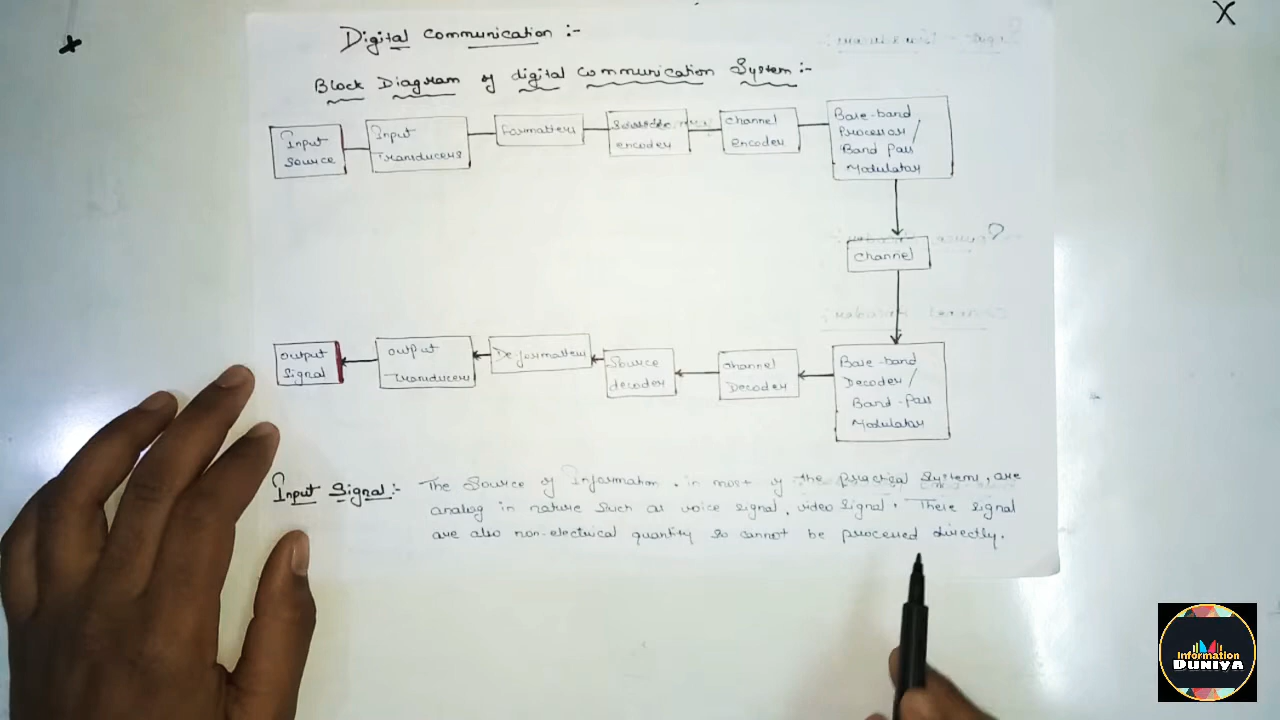 Digital Communication :-
Block Diagram of digital Communication System :-
Input
Source
Input
Transducers
Formatters
encoder
Channel
encoder
Base-band
Processor /
Band Pass
Modulator
Channel
Output
Signal
Output
Transducers
De-formatters
Source
decoder
Channel
Decoder
Base-band
Decoder /
Band-Pass
Modulator
Input Signal :- The Source of Information, in most of the practical System, are
analog in nature such as voice signal, video signal. These signal
are also non-electrical quantity so cannot be processed directly.
Information
DUNIYA
X